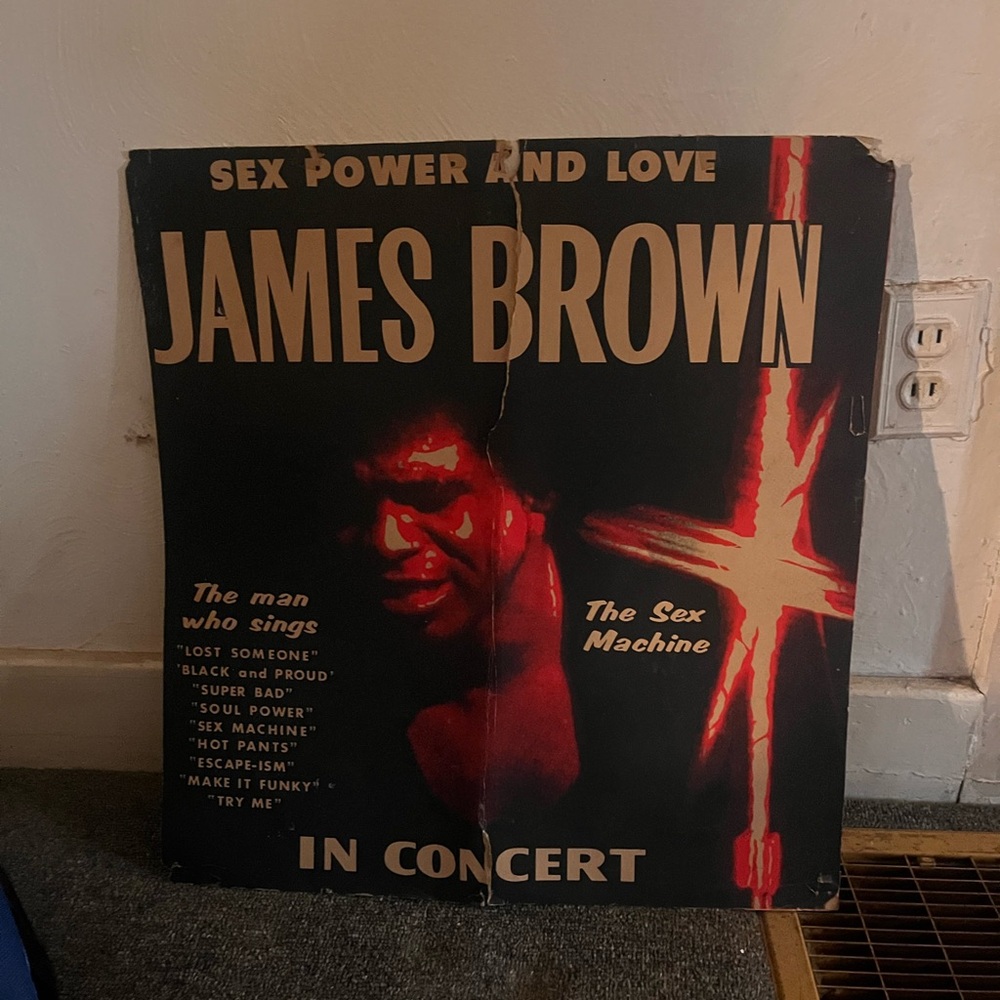 SEX POWER AND LOVE
JAMES BROWN
The man
who sings
"LOST SOMEONE"
'BLACK and PROUD'
"SUPER BAD"
"SOUL POWER"
"SEX MACHINE"
"HOT PANTS"
"ESCAPE-ISM"
"MAKE IT FUNKY"
"TRY ME"
The Sex
Machine
IN CONCERT